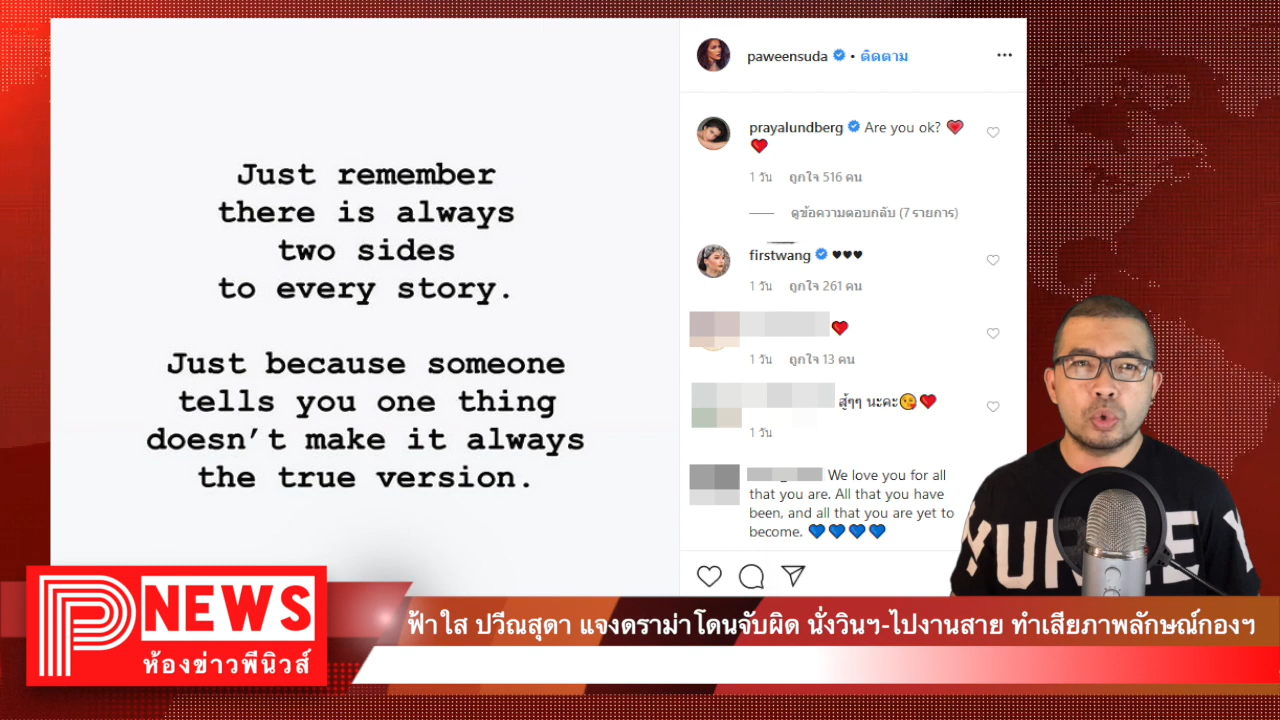 Just remember
there is always
two sides
to every story.
Just because someone
tells you one thing
doesn't make it always
the true version.
paweensuda • ติดตาม
prayalundberg Are you ok?
1 วัน ถูกใจ 516 คน
ดูข้อความตอบกลับ (7 รายการ)
firstwang ♥♥♥
1 วัน ถูกใจ 261 คน
1 วัน ถูกใจ 13 คน
สู้ๆๆ นะคะ
1 วัน
We love you for all
that you are. All that you have
been, and all that you are yet to
become.
P NEWS
ห้องข่าวพีนิวส์
ฟ้าใส ปวีณสุดา แจงดราม่าโดนจับผิด นั่งวินฯ-ไปงานสาย ทำเสียภาพลักษณ์กองฯ